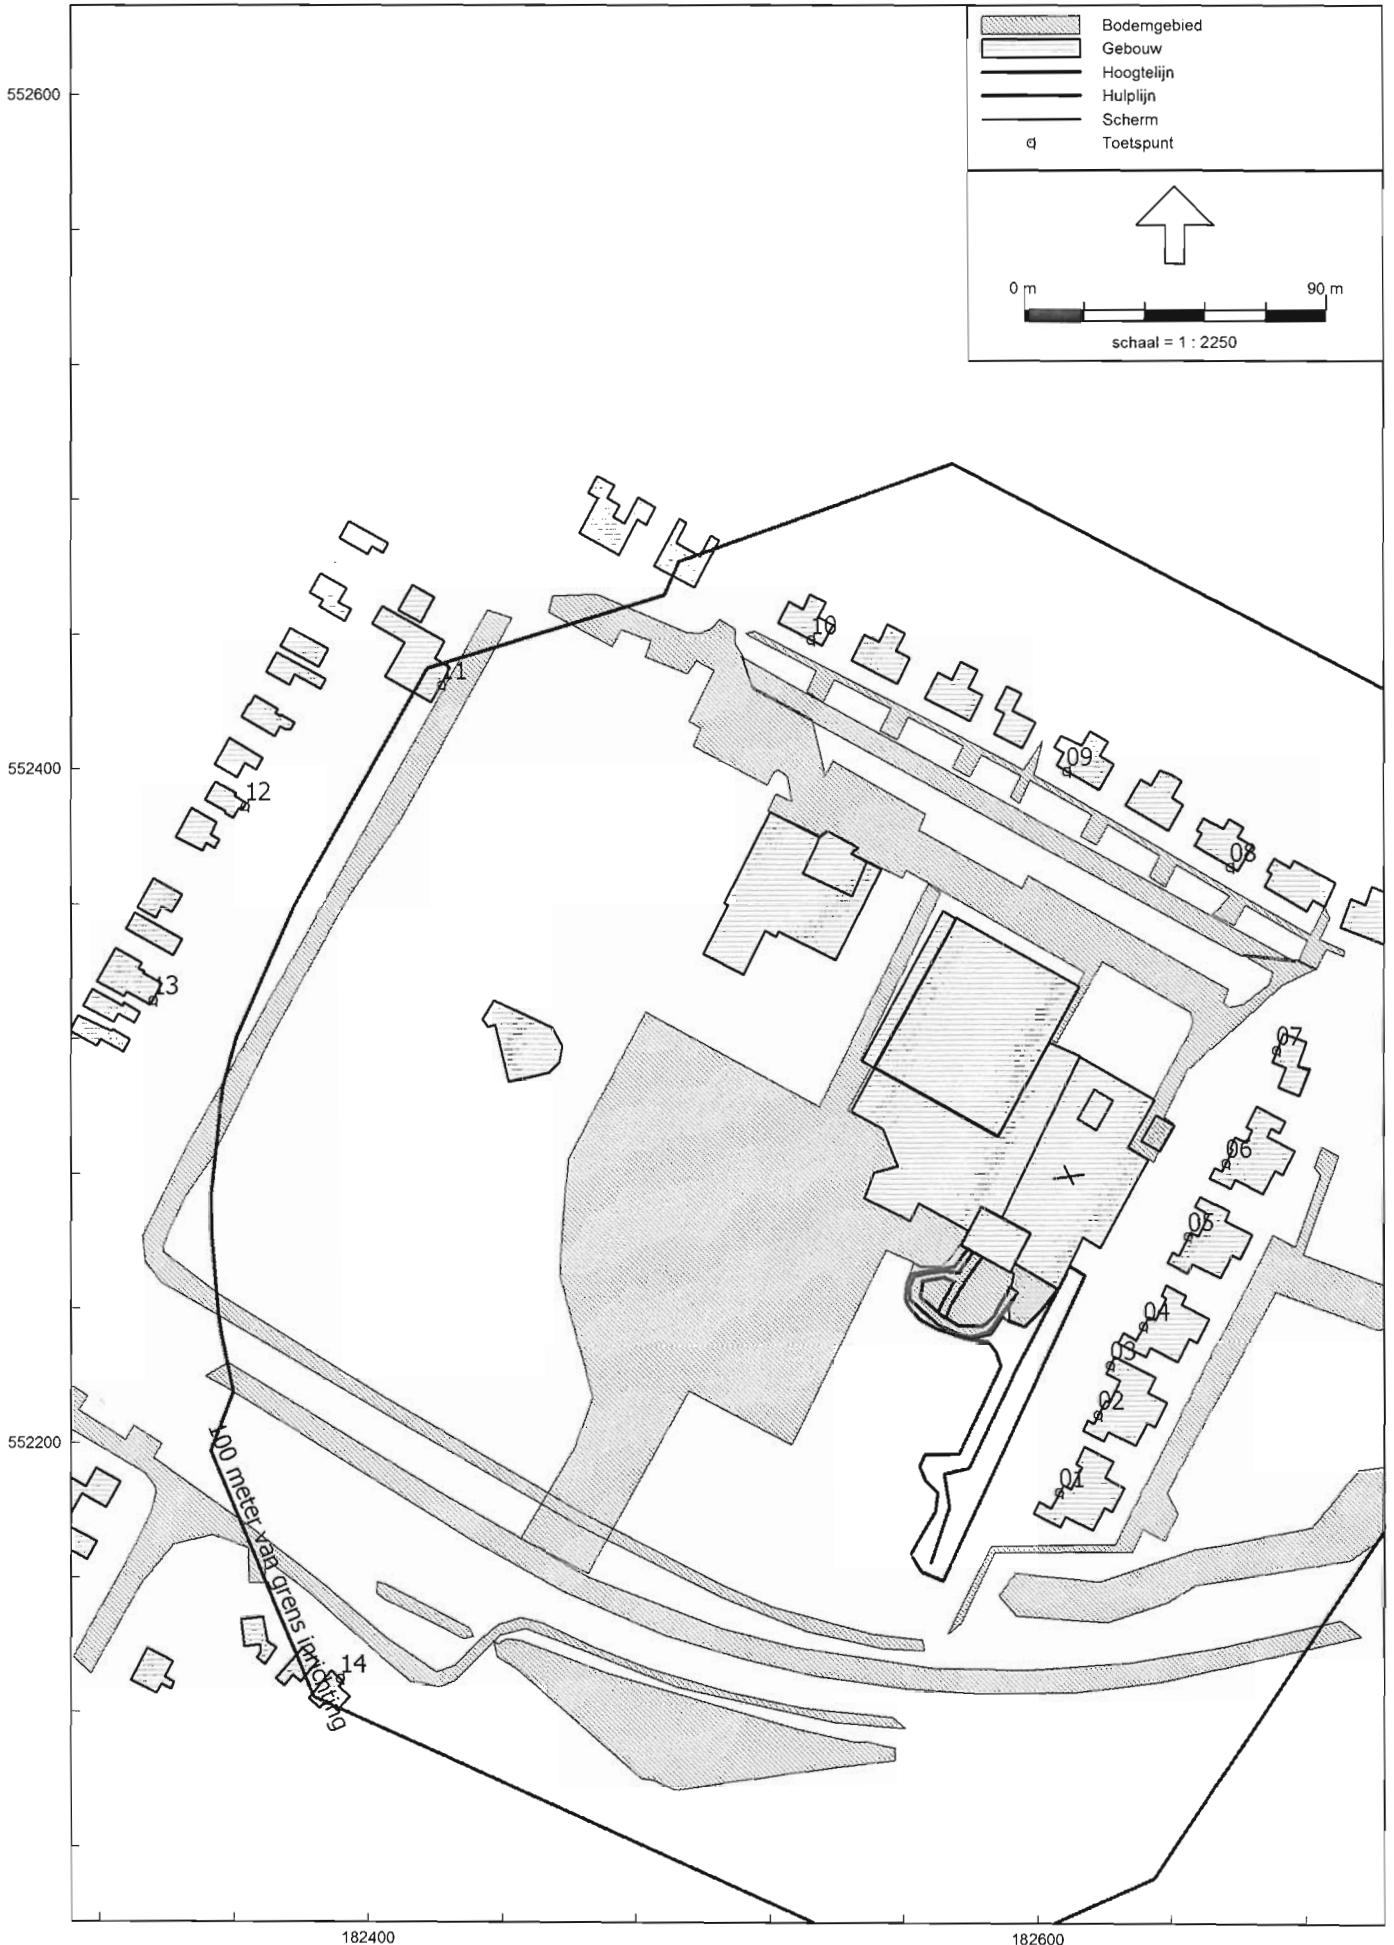 Bodemgebied
Gebouw
Hoogtelijn
Hulplijn
Scherm
Toetspunt
0 m 90 m
schaal = 1 : 2250
552600
10
11
09
552400
12
08
13
07
06
05
04
03
02
552200
01
100 meter van grens inrichting
14
182400 182600